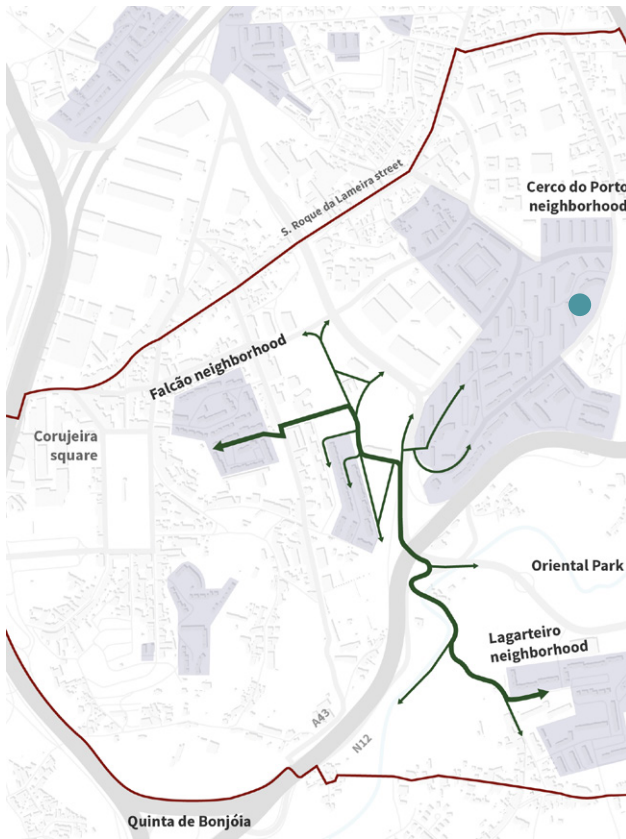 S. Roque da Lameira street
Cerco do Porto
neighborhood
Falcão neighborhood
Corujeira
square
Oriental Park
Lagarteiro
neighborhood
A43
N12
Quinta de Bonjóia